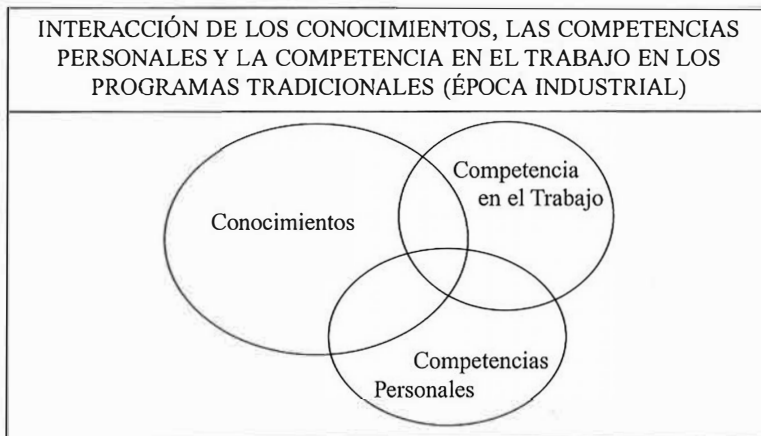 INTERACCIÓN DE LOS CONOCIMIENTOS, LAS COMPETENCIAS
PERSONALES Y LA COMPETENCIA EN EL TRABAJO EN LOS
PROGRAMAS TRADICIONALES (ÉPOCA INDUSTRIAL)
Competencia
en el Trabajo
Conocimientos
Competencias
Personales